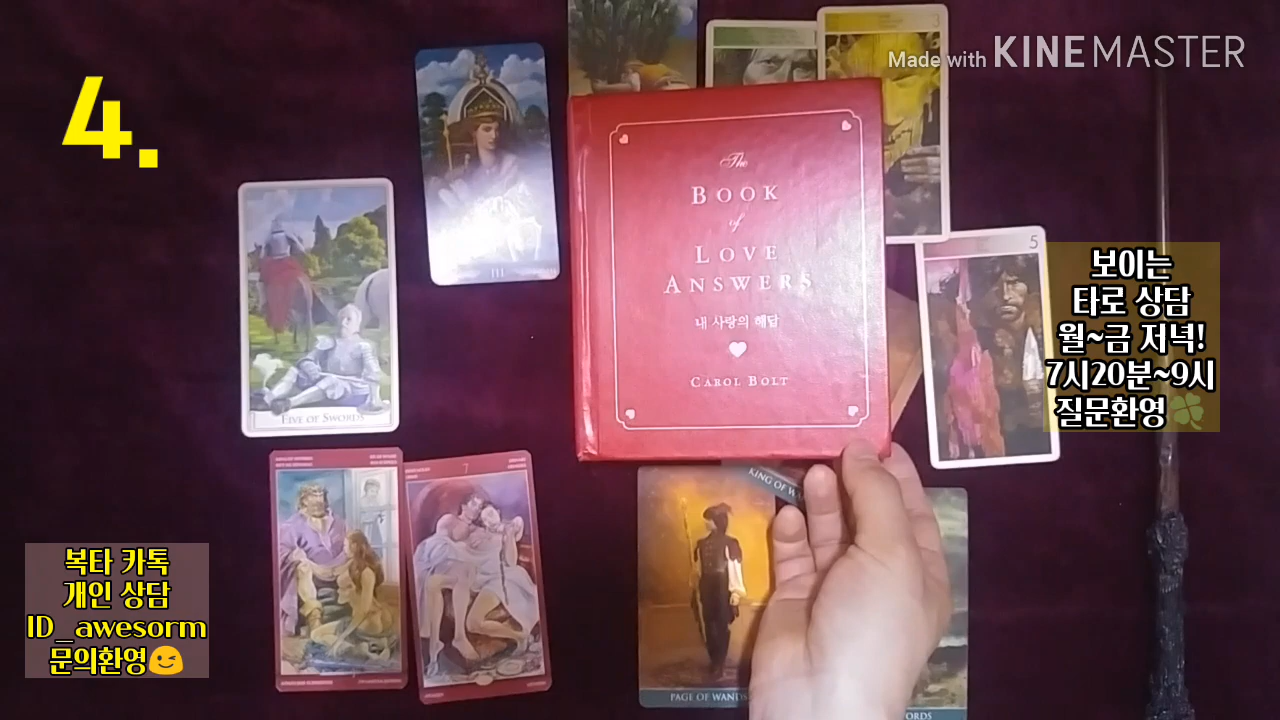 4.
Made with KINEMASTER
3
The
BOOK
of
LOVE
ANSWERS
내 사랑의 해답
CAROL BOLT
III
5
보이는
타로 상담
월~금 저녁!
7시20분~9시
질문환영🍀
FIVE OF SWORDS
7
복타 카톡
개인 상담
ID_awesorm
문의환영😉
KING OF WA
PAGE OF WANDS
ORDS